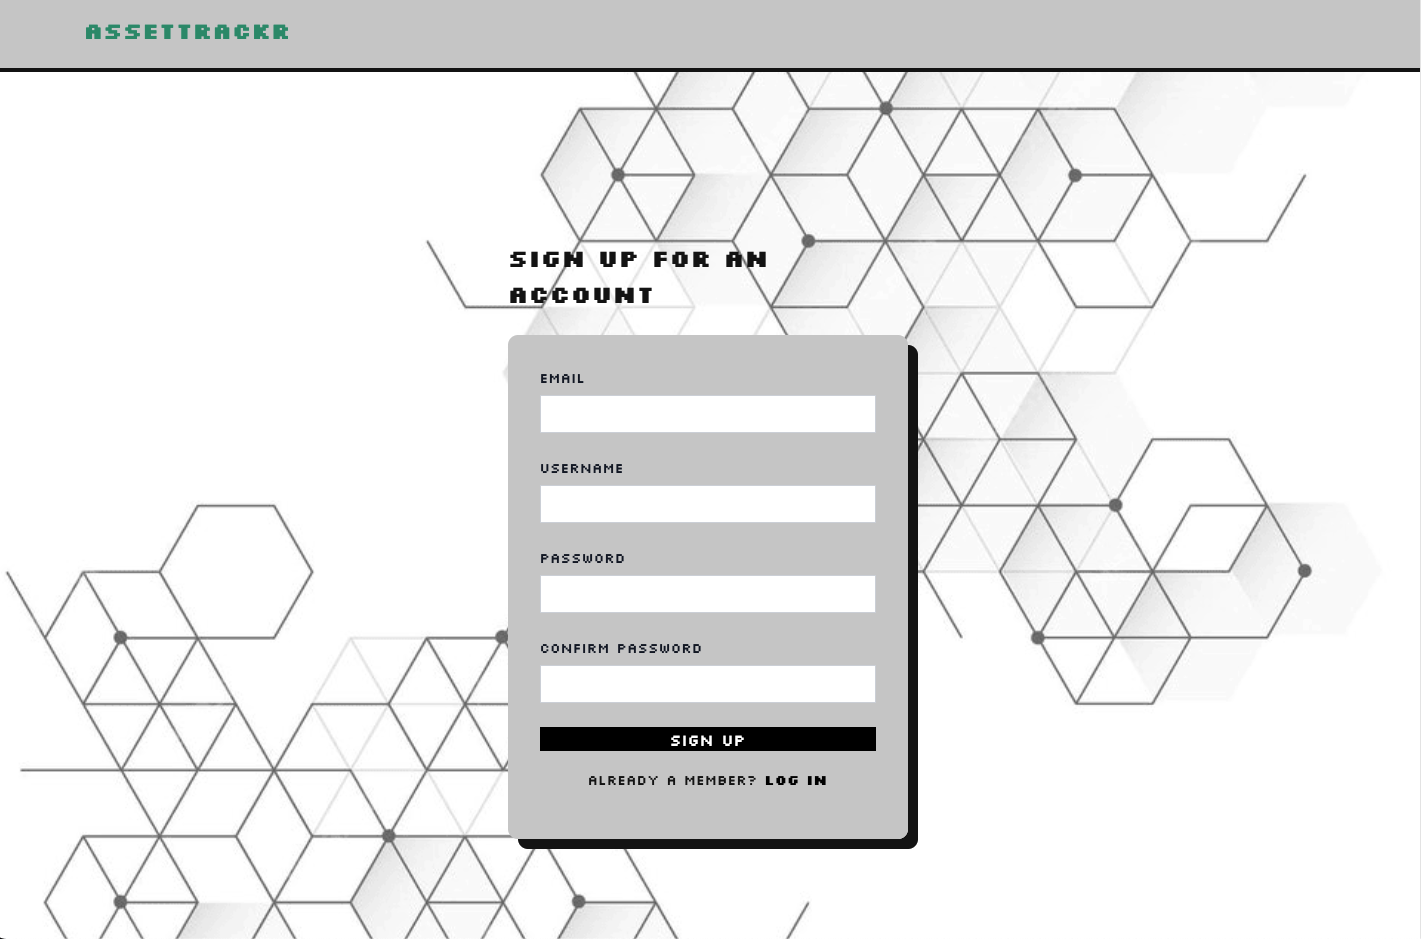 ASSETTRACKR
SIGN UP FOR AN
ACCOUNT
EMAIL
USERNAME
PASSWORD
CONFIRM PASSWORD
SIGN UP
ALREADY A MEMBER? LOG IN